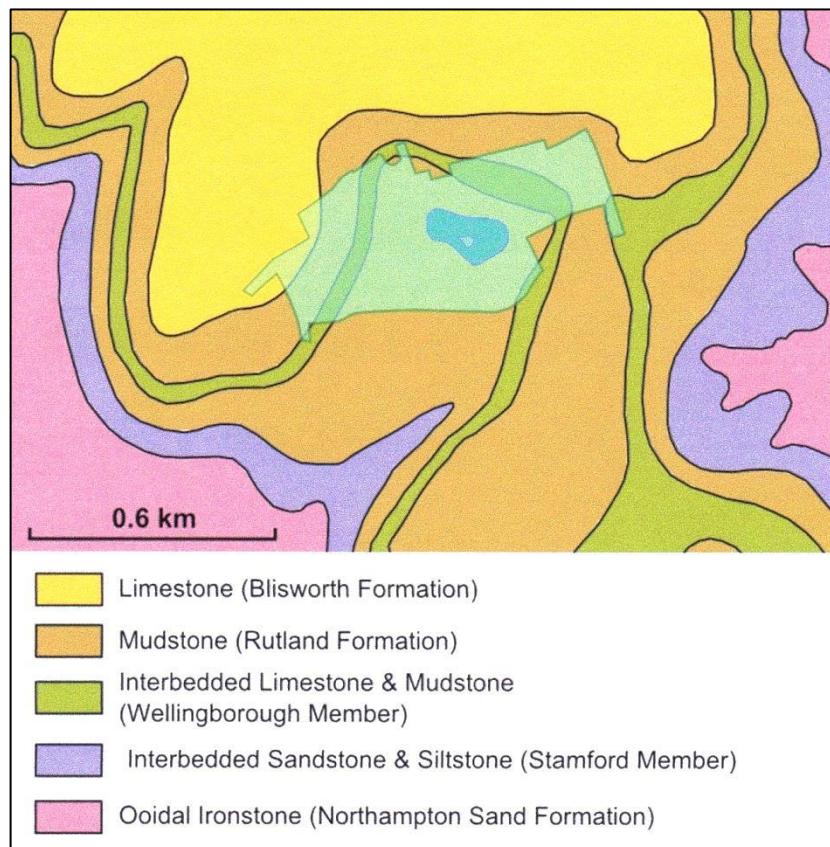 0.6 km
Limestone (Blisworth Formation)
Mudstone (Rutland Formation)
Interbedded Limestone & Mudstone
(Wellingborough Member)
Interbedded Sandstone & Siltstone (Stamford Member)
Ooidal Ironstone (Northampton Sand Formation)